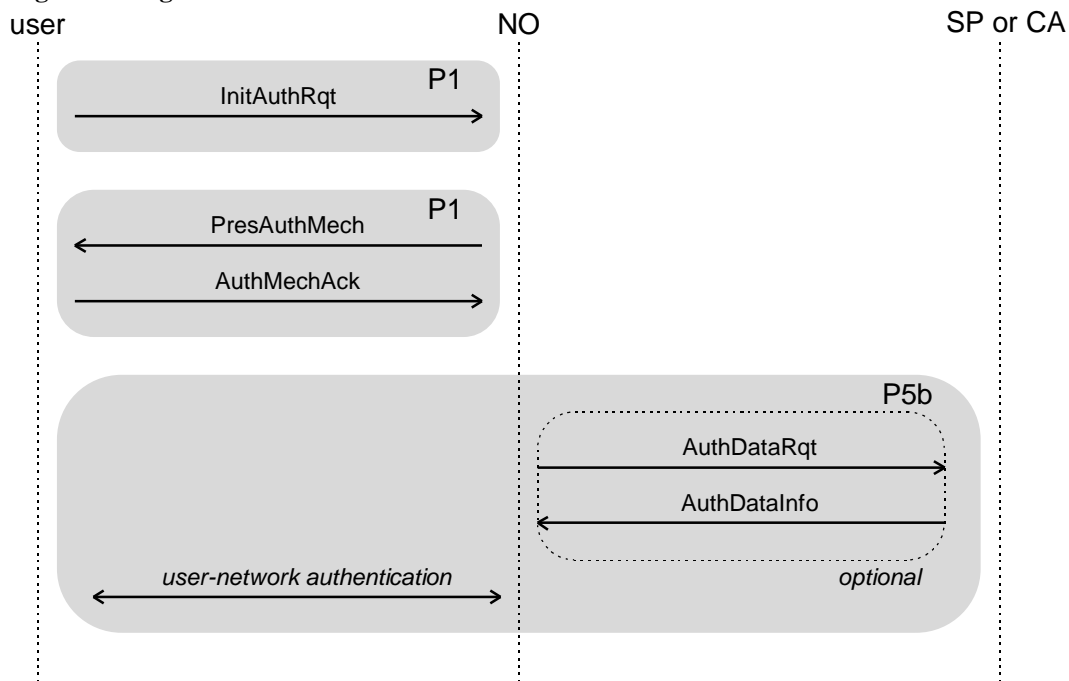 user
NO
SP or CA
P1
InitAuthRqt
P1
PresAuthMech
AuthMechAck
P5b
AuthDataRqt
AuthDataInfo
user-network authentication
optional